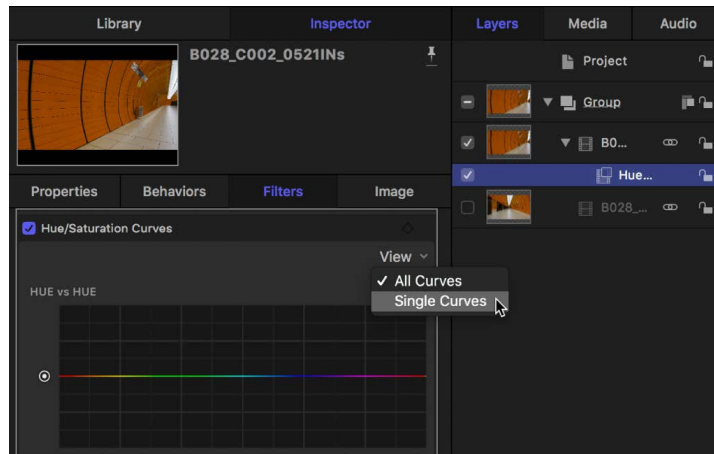 Library
Inspector
B028_C002_0521INs
Properties
Behaviors
Filters
Image
Hue/Saturation Curves
View
✓ All Curves
Single Curves
HUE vs HUE
Layers
Media
Audio
Project
Group
B0...
Hue...
B028_...